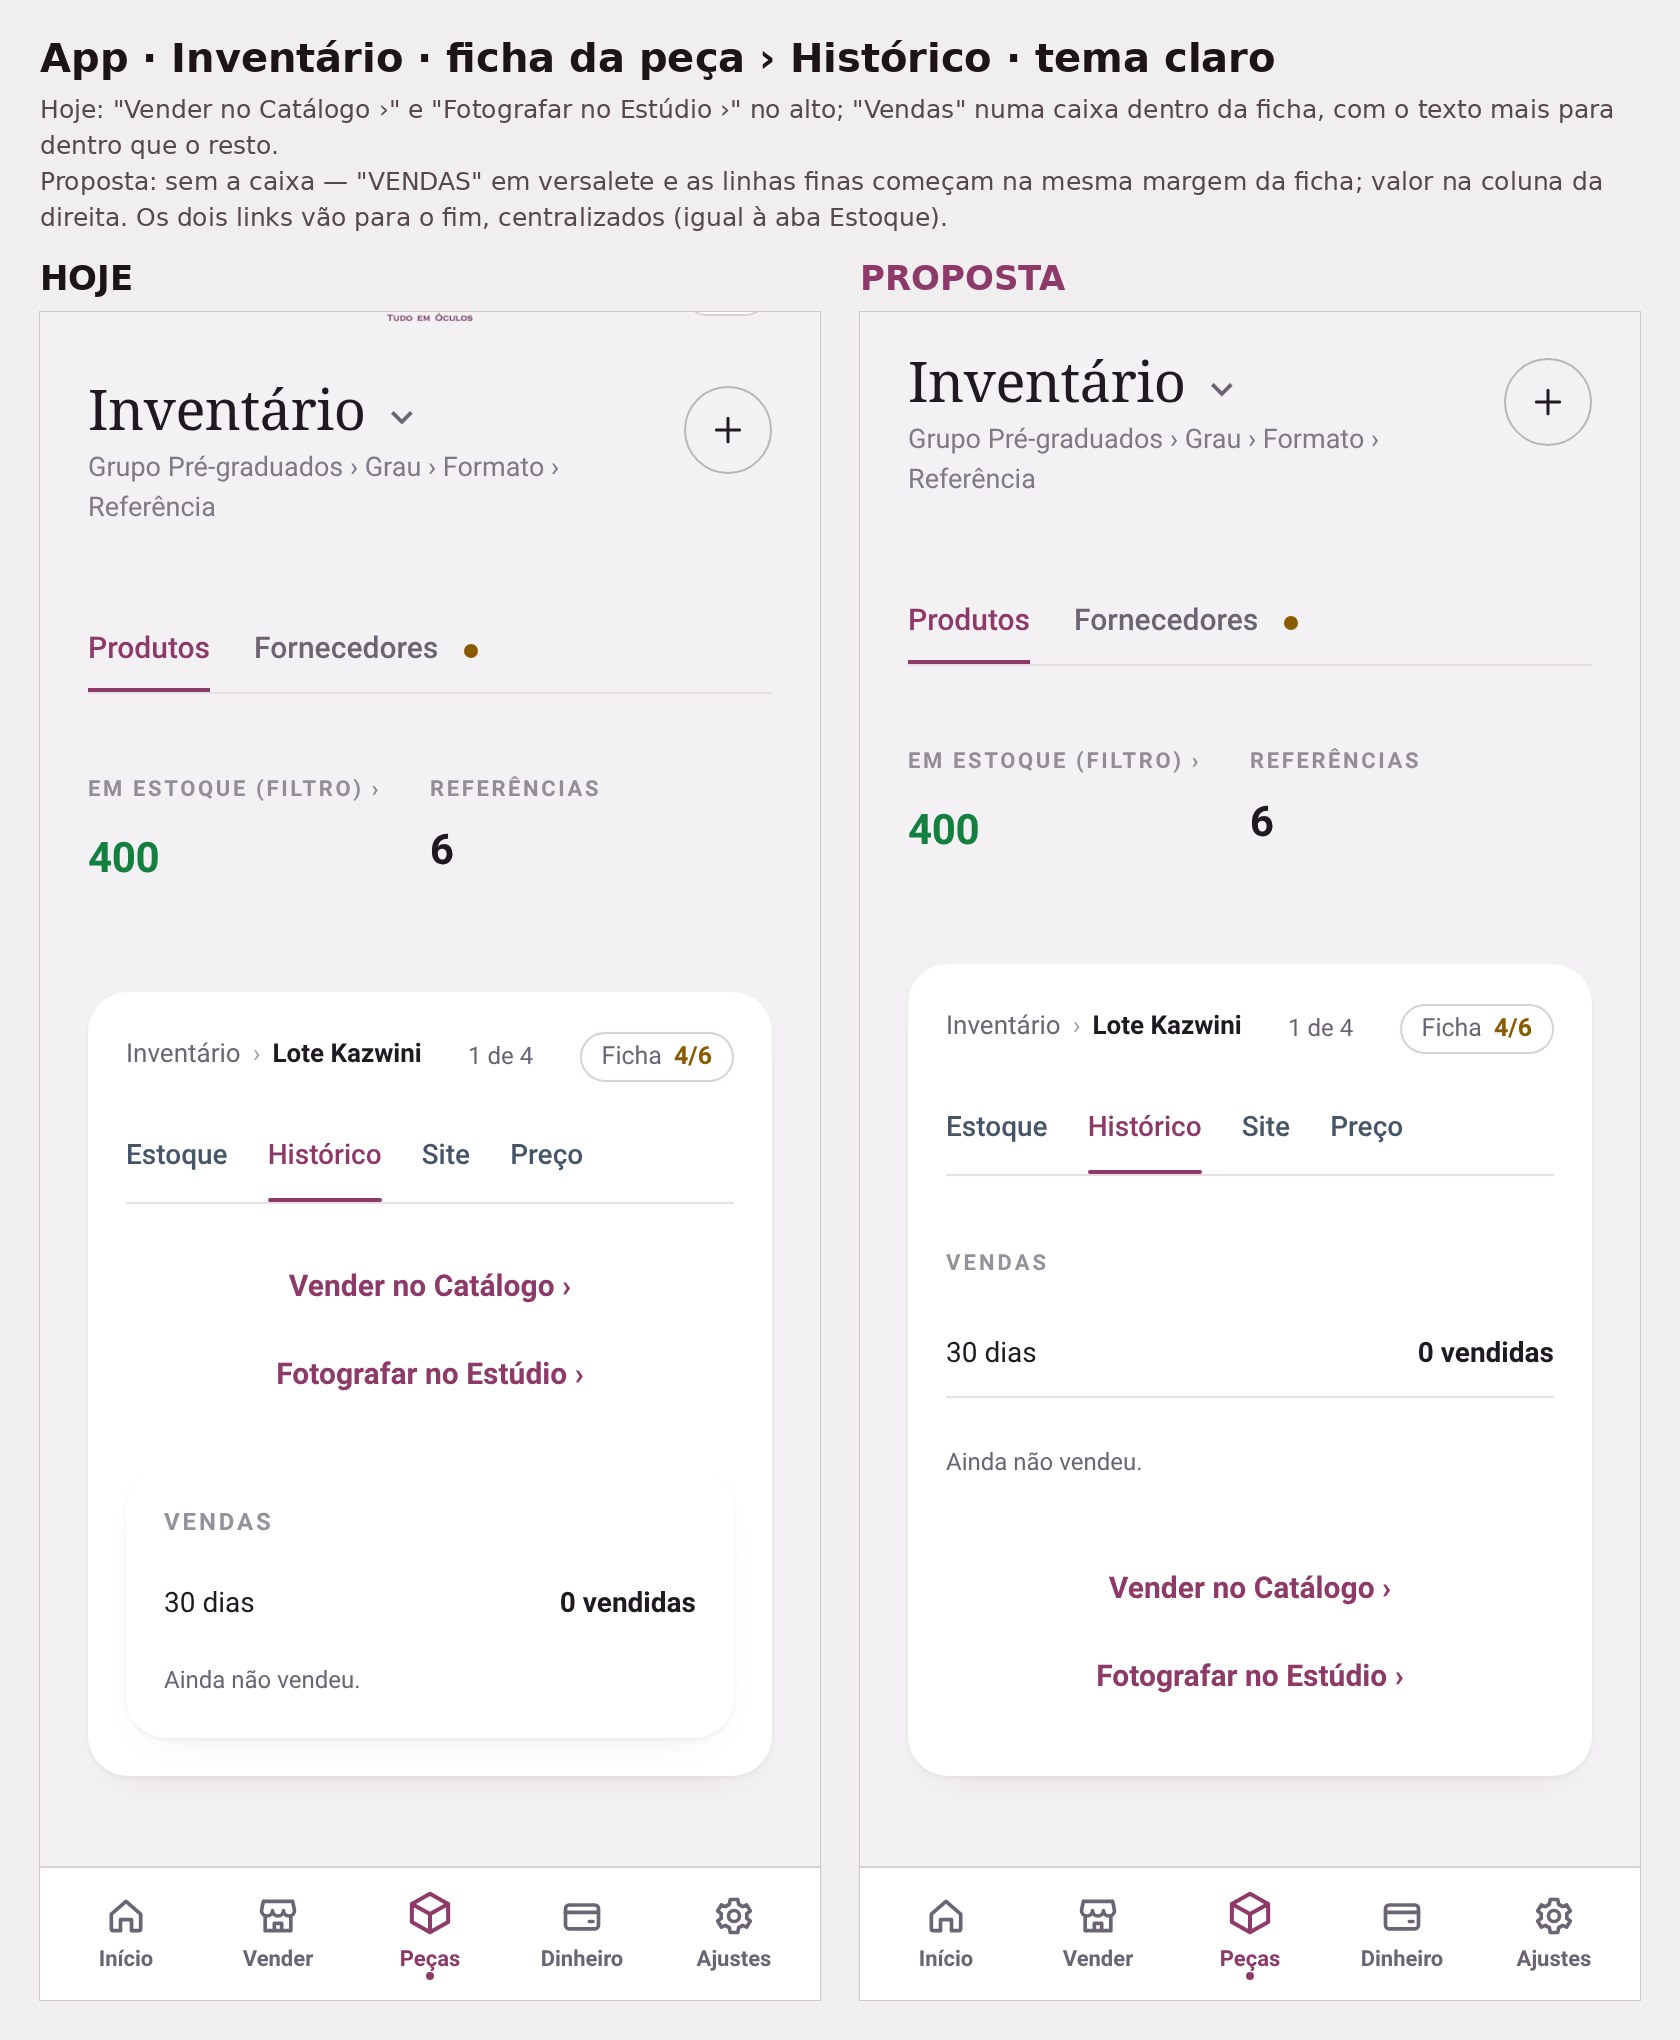 App · Inventário · ficha da peça › Histórico · tema claro
Hoje: "Vender no Catálogo ›" e "Fotografar no Estúdio ›" no alto; "Vendas" numa caixa dentro da ficha, com o texto mais para
dentro que o resto.
Proposta: sem a caixa — "VENDAS" em versalete e as linhas finas começam na mesma margem da ficha; valor na coluna da
direita. Os dois links vão para o fim, centralizados (igual à aba Estoque).
HOJE
Tudo em Óculos
Inventário
Grupo Pré-graduados › Grau › Formato ›
Referência
Produtos Fornecedores
EM ESTOQUE (FILTRO) › REFERÊNCIAS
400 6
Inventário › Lote Kazwini 1 de 4 Ficha 4/6
Estoque Histórico Site Preço
Vender no Catálogo ›
Fotografar no Estúdio ›
VENDAS
30 dias 0 vendidas
Ainda não vendeu.
Início Vender Peças Dinheiro Ajustes
PROPOSTA
Inventário
Grupo Pré-graduados › Grau › Formato ›
Referência
Produtos Fornecedores
EM ESTOQUE (FILTRO) › REFERÊNCIAS
400 6
Inventário › Lote Kazwini 1 de 4 Ficha 4/6
Estoque Histórico Site Preço
VENDAS
30 dias 0 vendidas
Ainda não vendeu.
Vender no Catálogo ›
Fotografar no Estúdio ›
Início Vender Peças Dinheiro Ajustes